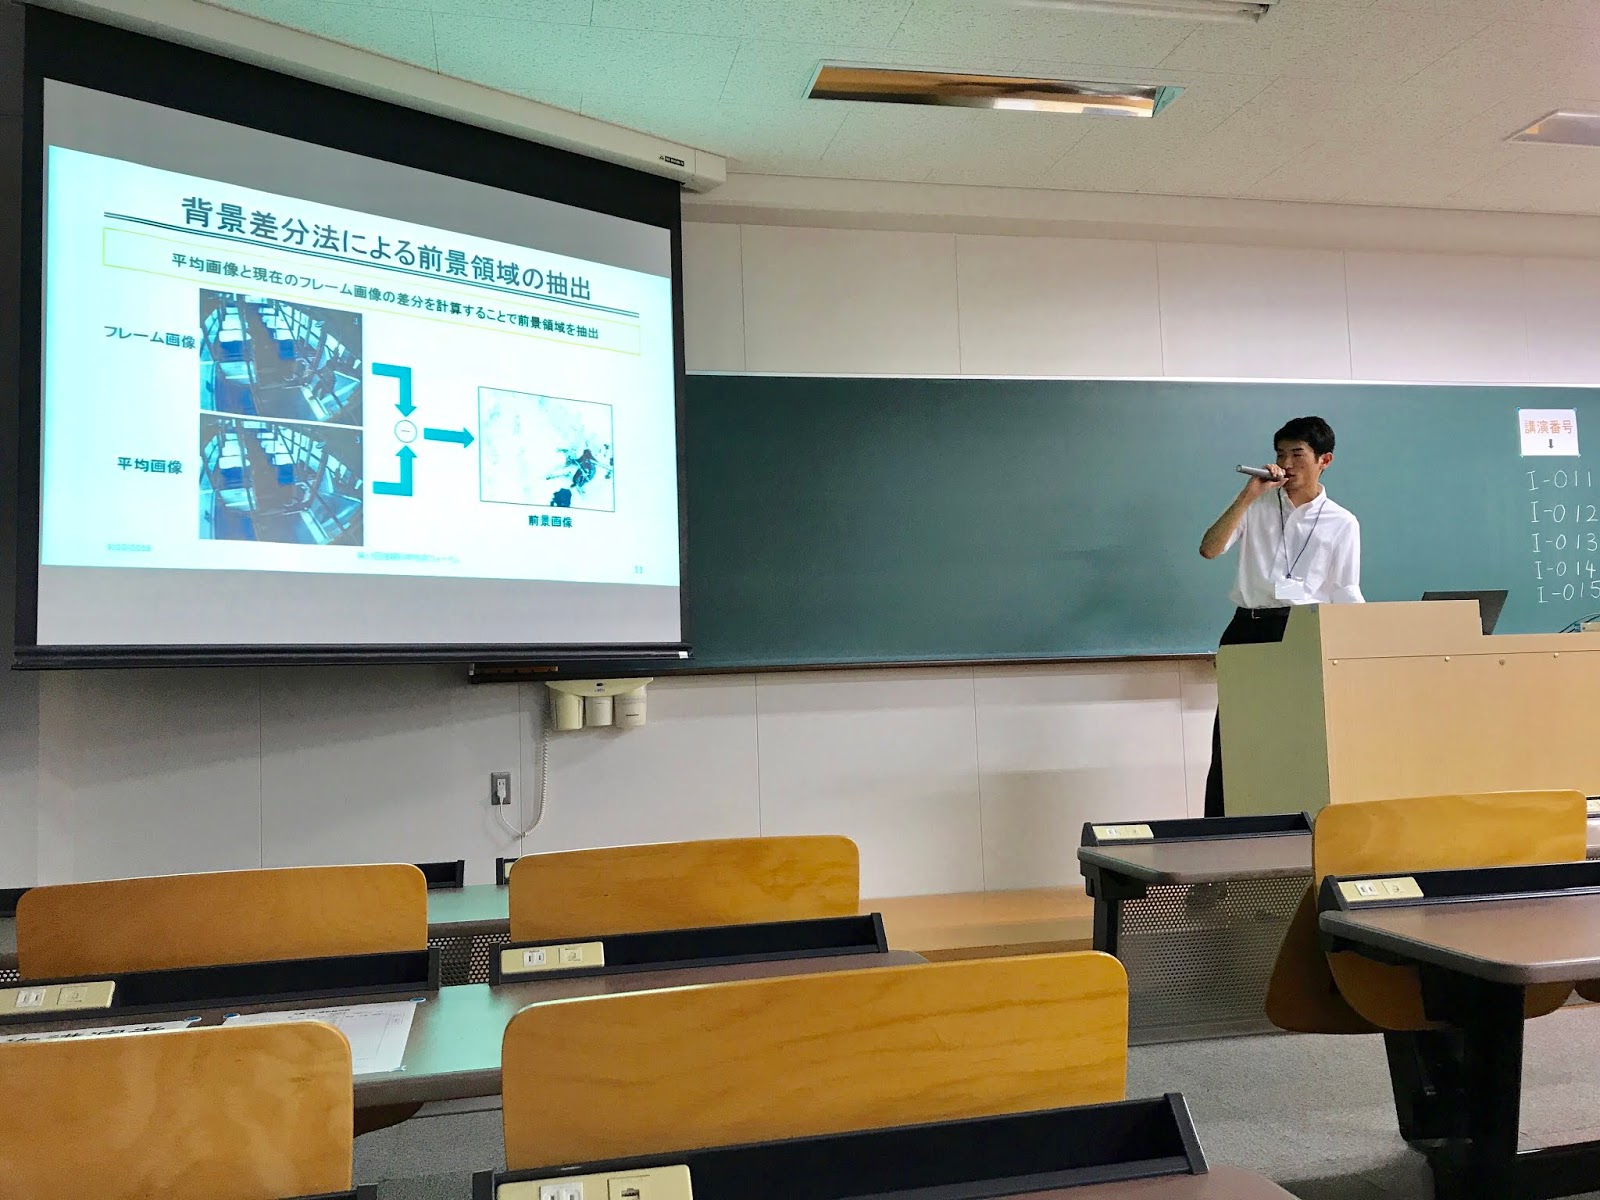 背景差分法による前景領域の抽出
平均画像と現在のフレーム画像の差分を計算することで前景領域を抽出
フレーム画像
平均画像
前景画像
11
講演番号
I-011
I-012
I-013
I-014
I-015